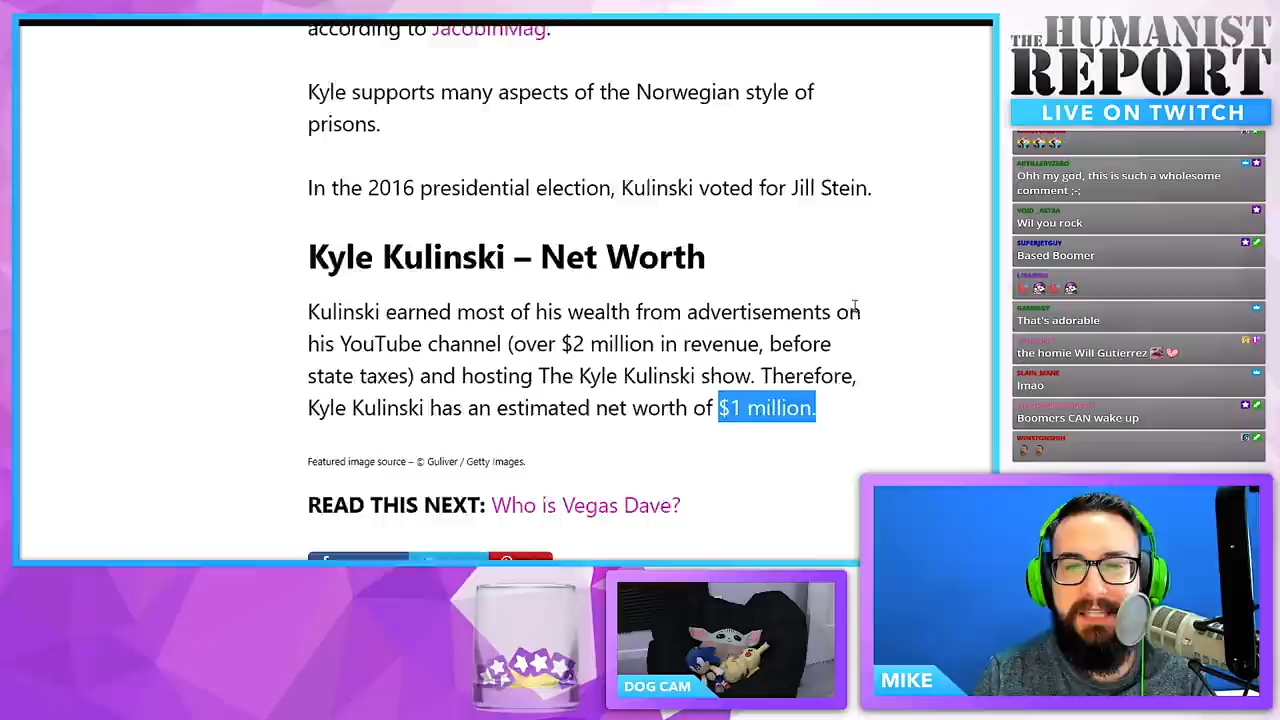 according to JacobinMag.
Kyle supports many aspects of the Norwegian style of
prisons.
In the 2016 presidential election, Kulinski voted for Jill Stein.
Kyle Kulinski – Net Worth
Kulinski earned most of his wealth from advertisements on
his YouTube channel (over $2 million in revenue, before
state taxes) and hosting The Kyle Kulinski show. Therefore,
Kyle Kulinski has an estimated net worth of $1 million.
Featured image source – © Guliver / Getty Images.
READ THIS NEXT: Who is Vegas Dave?
THE HUMANIST
REPORT
LIVE ON TWITCH
ARTILLERYZERO
Ohh my god, this is such a wholesome
comment ;-;
Wil you rock
SUPERJETGUY
Based Boomer
That's adorable
the homie Will Gutierrez
SLAIN_MANE
lmao
Boomers CAN wake up
DOG CAM
MIKE